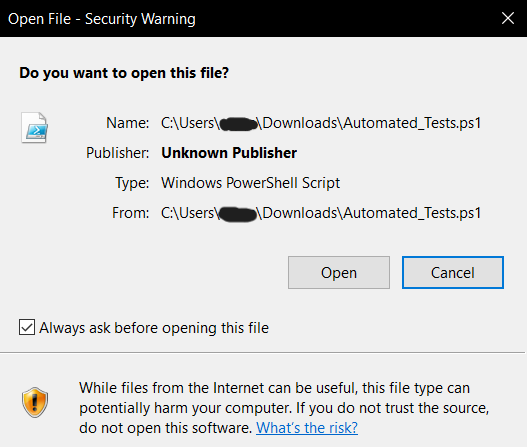 Open File - Security Warning
Do you want to open this file?
Name: C:\Users\ \Downloads\Automated_Tests.ps1
Publisher: Unknown Publisher
Type: Windows PowerShell Script
From: C:\Users\ \Downloads\Automated_Tests.ps1
Open Cancel
Always ask before opening this file
While files from the Internet can be useful, this file type can
potentially harm your computer. If you do not trust the source,
do not open this software. What's the risk?